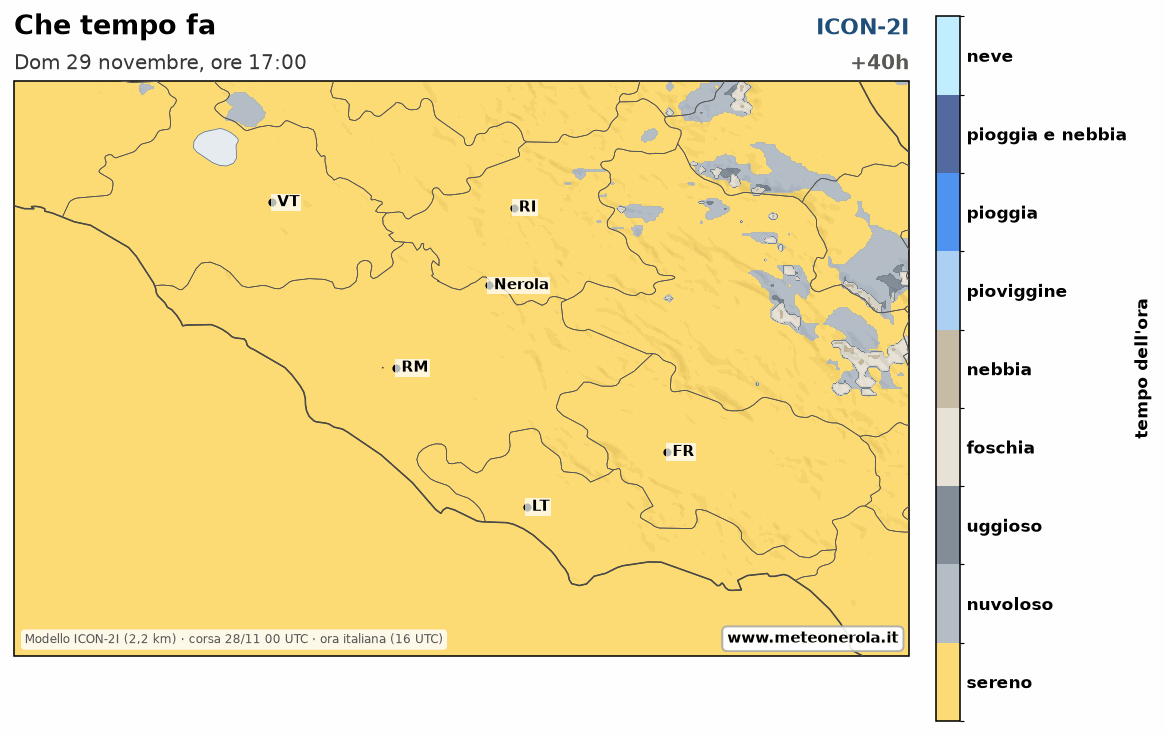 Che tempo fa
ICON-2I
Dom 29 novembre, ore 17:00
+40h
VT
RI
Nerola
RM
FR
LT
Modello ICON-2I (2,2 km) · corsa 28/11 00 UTC · ora italiana (16 UTC)
www.meteonerola.it
neve
pioggia e nebbia
pioggia
pioviggine
nebbia
foschia
uggioso
nuvoloso
sereno
tempo dell'ora